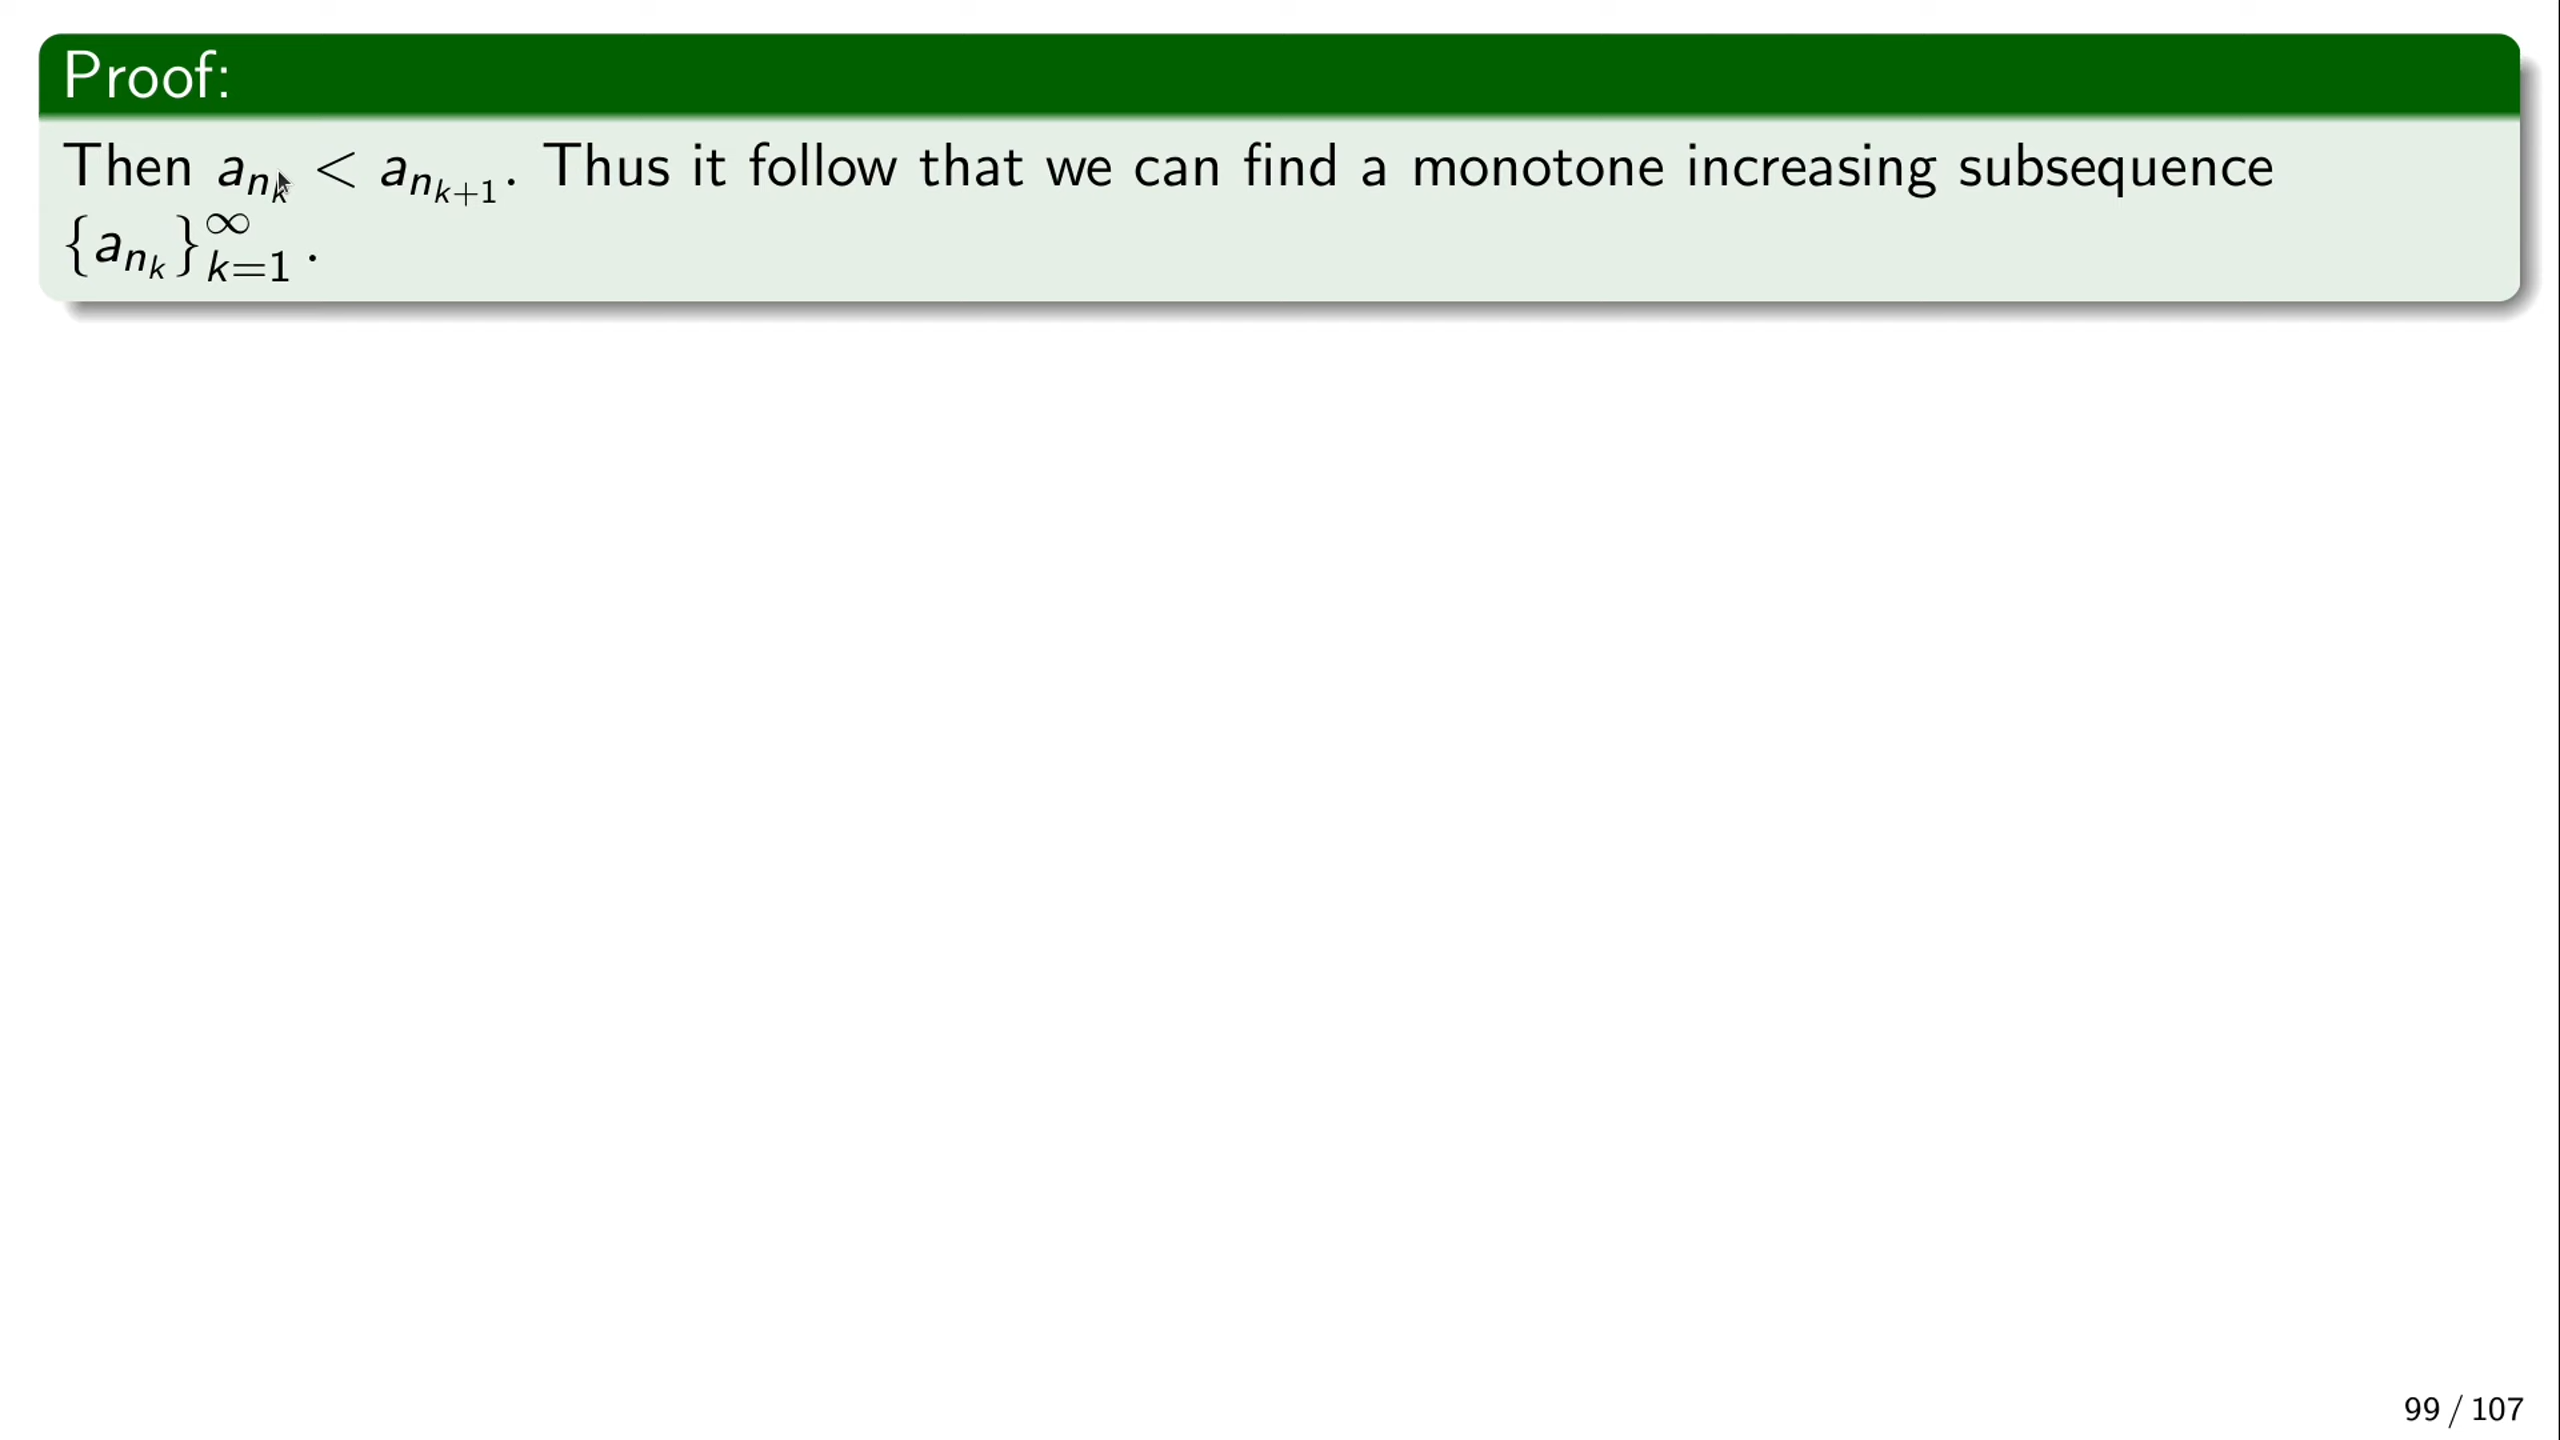 Proof:
Then $a_{n_k} < a_{n_{k+1}}$. Thus it follow that we can find a monotone increasing subsequence
$\{a_{n_k}\}_{k=1}^{\infty}$.
99 / 107